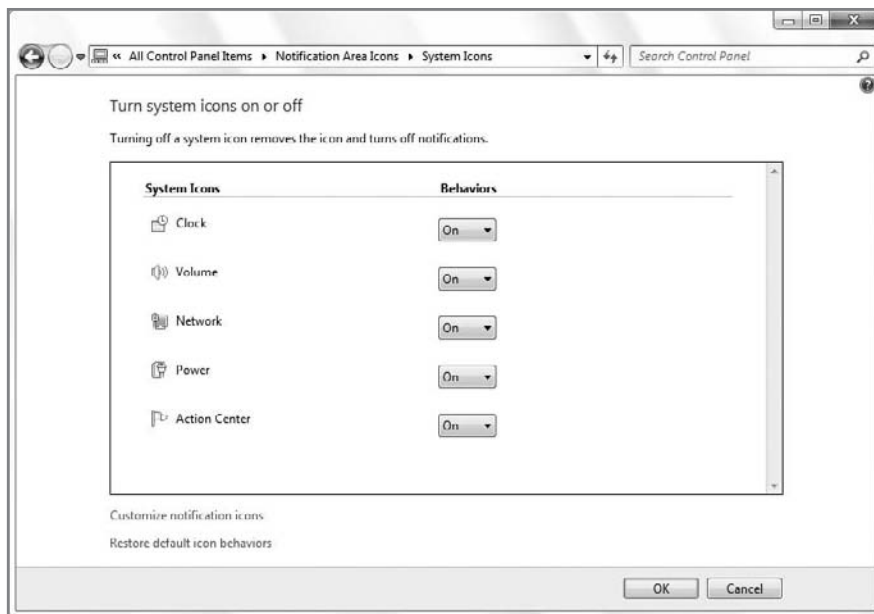 « All Control Panel Items ▸ Notification Area Icons ▸ System Icons
Search Control Panel
Turn system icons on or off
Turning off a system icon removes the icon and turns off notifications.
System Icons Behaviors
Clock On
Volume On
Network On
Power On
Action Center On
Customize notification icons
Restore default icon behaviors
OK Cancel